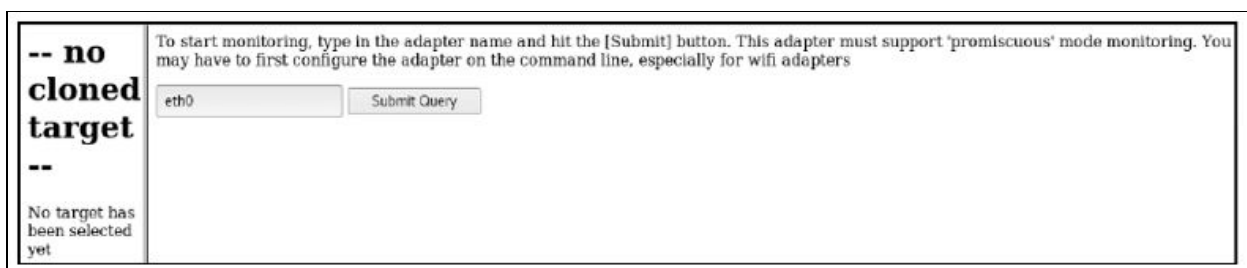 -- no
cloned
target
--
No target has
been selected
yet
To start monitoring, type in the adapter name and hit the [Submit] button. This adapter must support 'promiscuous' mode monitoring. You
may have to first configure the adapter on the command line, especially for wifi adapters
eth0
Submit Query